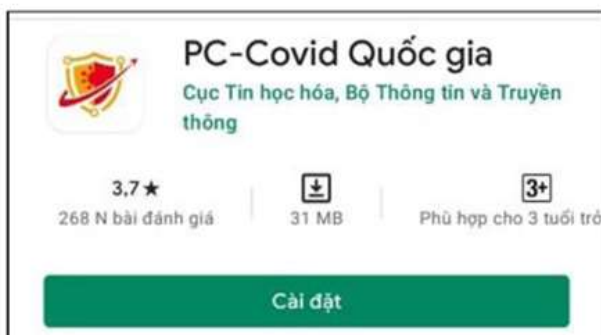 PC-Covid Quốc gia
Cục Tin học hóa, Bộ Thông tin và Truyền
thông
3,7★
268 N bài đánh giá
31 MB
3+
Phù hợp cho 3 tuổi trở
Cài đặt